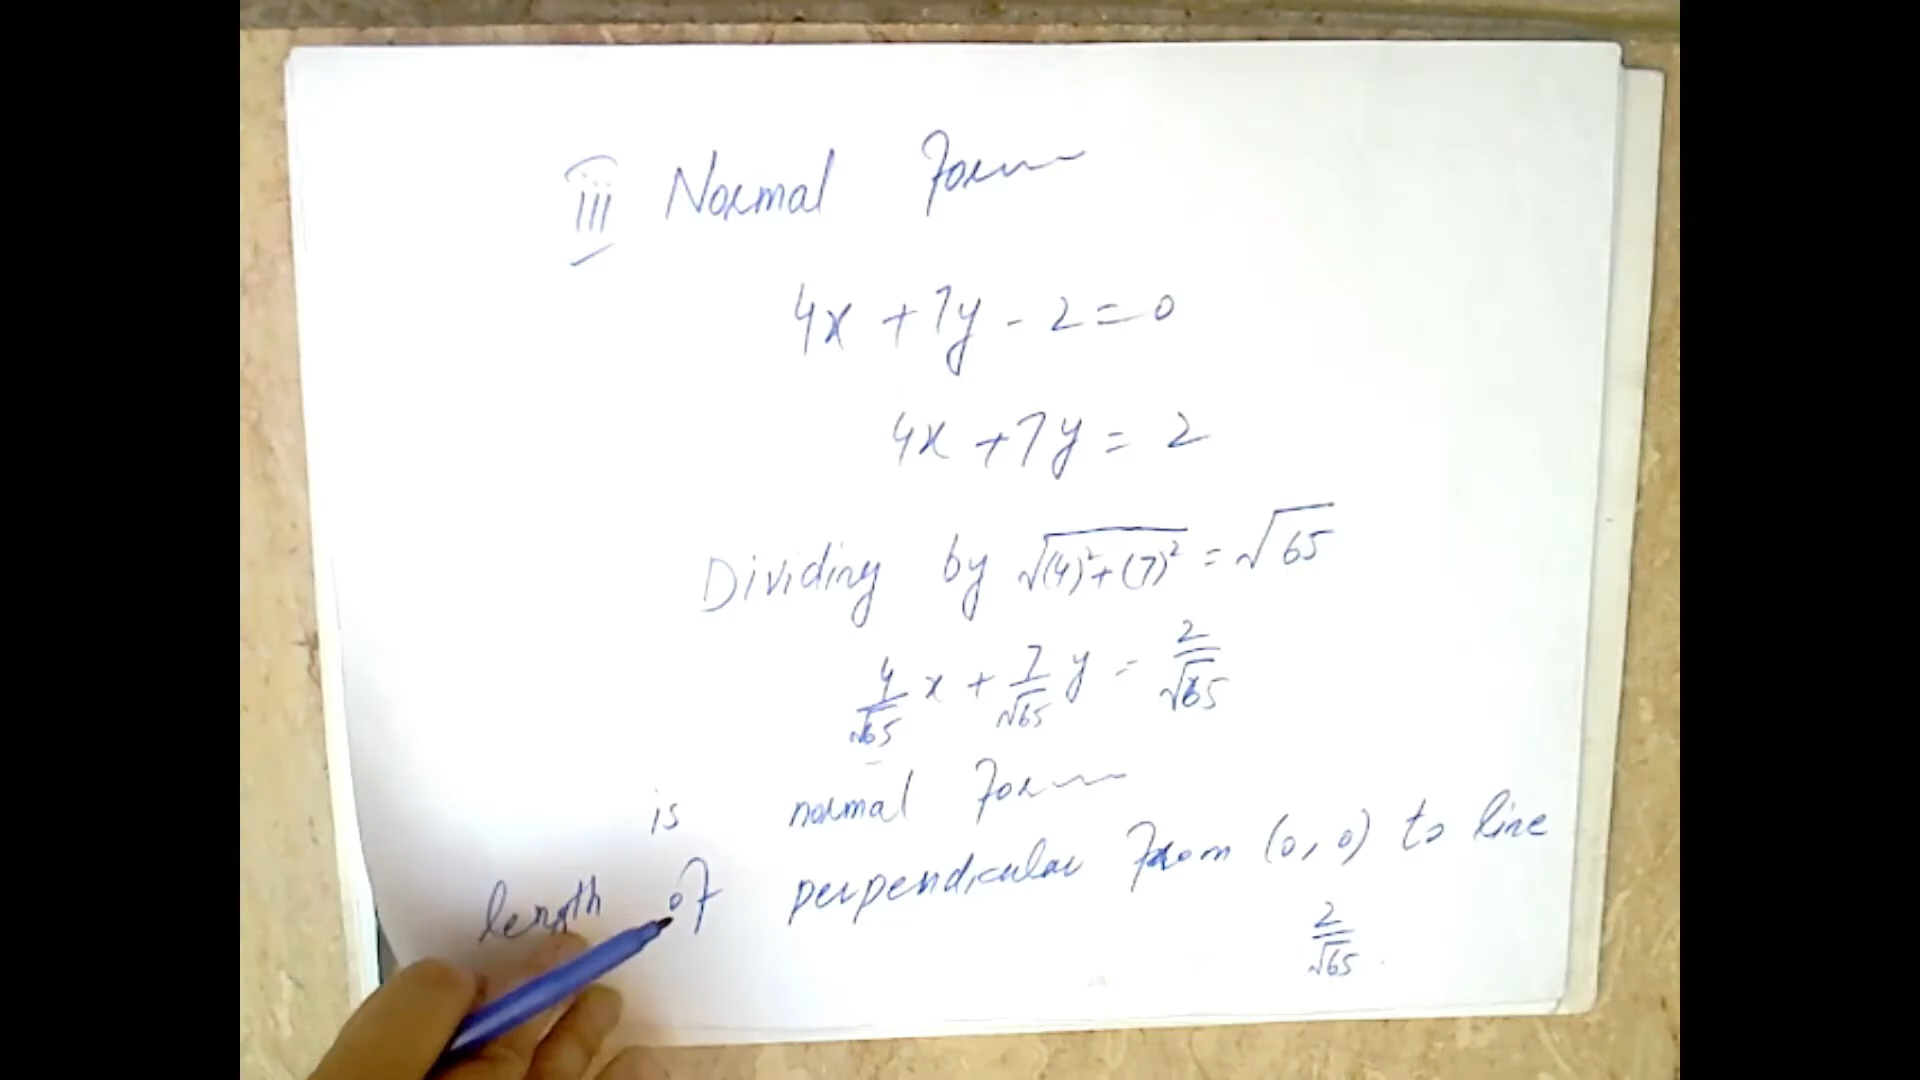 iii Normal Form
4x + 7y - 2 = 0
4x + 7y = 2
Dividing by √(4)²+(7)² = √65
4/√65 x + 7/√65 y = 2/√65
is normal Form
length of perpendicular From (0,0) to line
2/√65